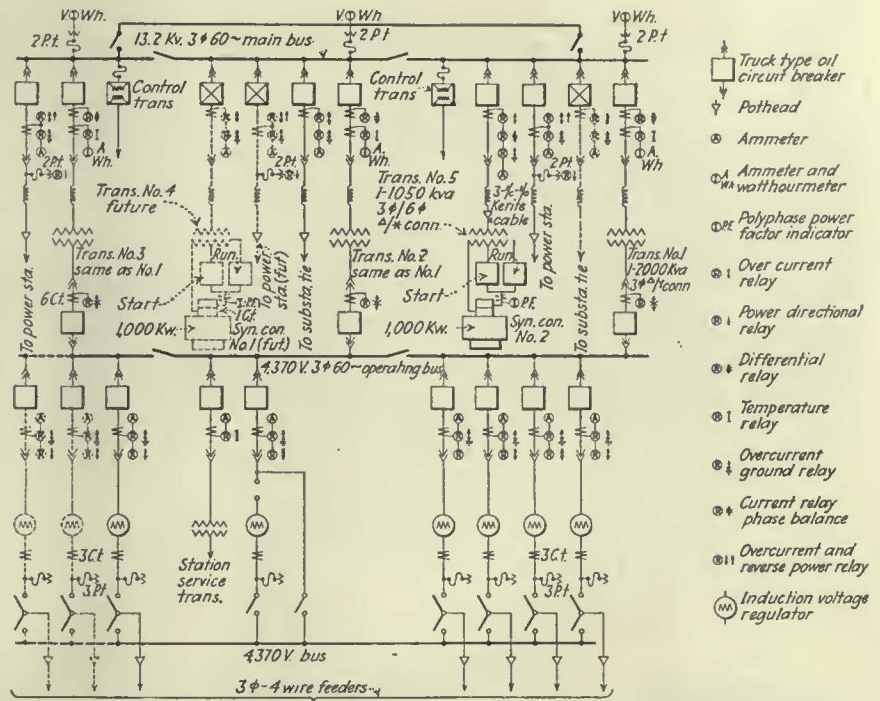 V Wh.
V Wh
V Wh
2 P.t.
13.2 Kv. 3φ 60~ main bus
2 P.t
2 P.t
Control
trans
Control
trans
A.
Wh.
A.
Wh.
A.
Wh
2 P.t.
2 P.t.
2 P.t
Trans. No.4
future
Trans. No.5
1-1050 kva
3φ/6φ
Δ/* conn.
Kerite
cable
Trans. No.3
same as No.1
Trans. No.2
same as No.1
Trans. No.1
1-2000 Kva
Run
Run
Start
Start
6 C.t.
1 C.t.
P.F.
1,000 Kw.
Syn. con.
No.1 (fut)
1,000 Kw.
Syn. con.
No. 2
To power sta.
To power
sta. (fut)
To substa. tie
To power sta.
To substa. tie
4,370 V. 3φ 60~ operating bus
3 C.t
3 P.t
Station
service
trans.
3 C.t
3 P.t
4,370 V. bus
3φ-4 wire feeders
Truck type oil
circuit breaker
Pothead
A Ammeter
A
Wh Ammeter and
watthourmeter
P.F. Polyphase power
factor indicator
R Over current
relay
R Power directional
relay
R Differential
relay
R Temperature
relay
R Overcurrent
ground relay
R Current relay
phase balance
R Overcurrent and
reverse power relay
Induction voltage
regulator